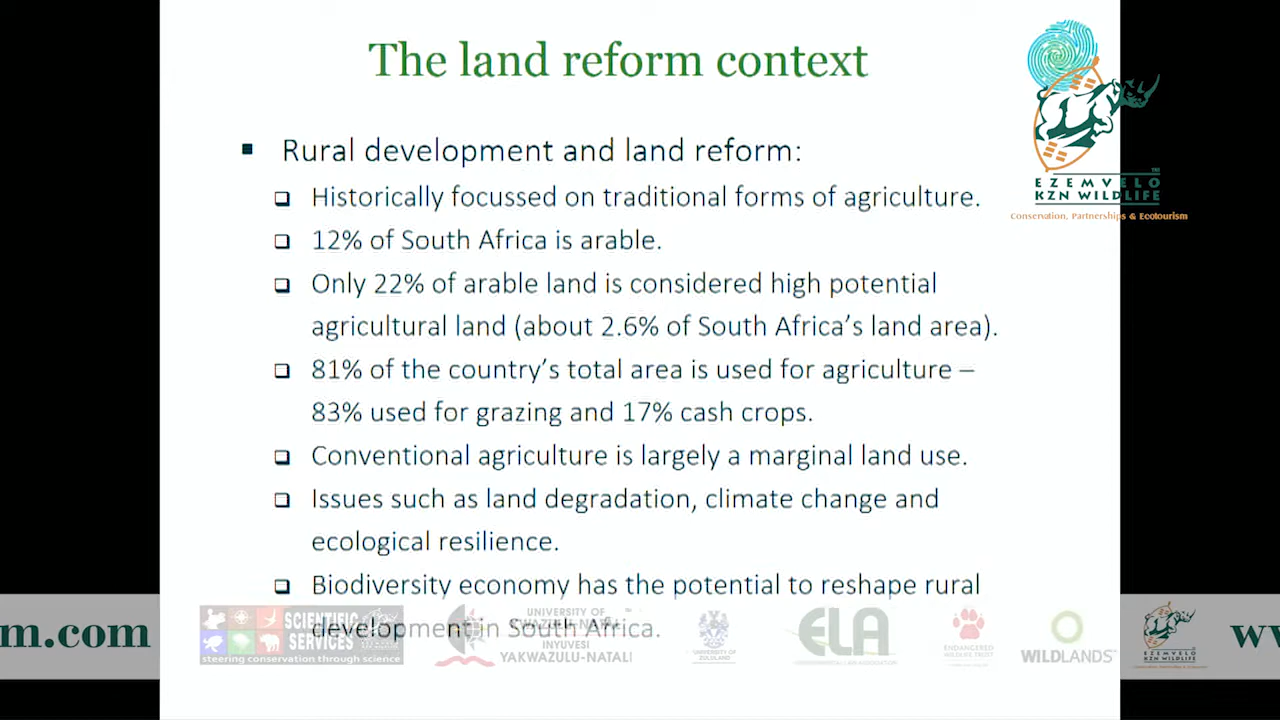 The land reform context
Rural development and land reform:
Historically focussed on traditional forms of agriculture.
12% of South Africa is arable.
Only 22% of arable land is considered high potential
agricultural land (about 2.6% of South Africa's land area).
81% of the country's total area is used for agriculture –
83% used for grazing and 17% cash crops.
Conventional agriculture is largely a marginal land use.
Issues such as land degradation, climate change and
ecological resilience.
Biodiversity economy has the potential to reshape rural
development in South Africa.
EZEMVELO
KZN WILDLIFE
TM
Conservation, Partnerships & Ecotourism
m.com
SCIENTIFIC
SERVICES
steering conservation through science
UNIVERSITY OF
KWAZULU-NATAL
INYUVESI
YAKWAZULU-NATALI
UNIVERSITY OF
ZULULAND
ELA
ENDANGERED
WILDLIFE TRUST
WILDLANDS
EZEMVELO
KZN WILDLIFE
ww